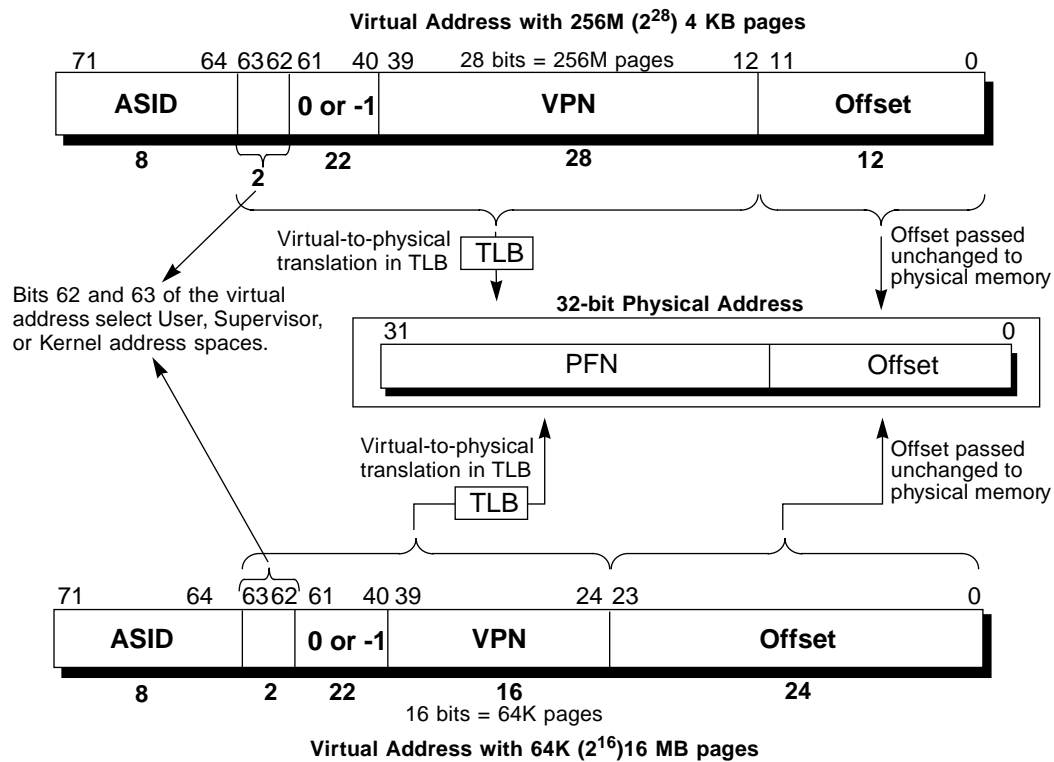 Virtual Address with 256M (2²⁸) 4 KB pages
71 64 63 62 61 40 39 28 bits = 256M pages 12 11 0
ASID 0 or -1 VPN Offset
8 2 22 28 12
Virtual-to-physical
translation in TLB
TLB
Offset passed
unchanged to
physical memory
Bits 62 and 63 of the virtual
address select User, Supervisor,
or Kernel address spaces.
32-bit Physical Address
31 0
PFN Offset
Virtual-to-physical
translation in TLB
TLB
Offset passed
unchanged to
physical memory
71 64 63 62 61 40 39 24 23 0
ASID 0 or -1 VPN Offset
8 2 22 16 24
16 bits = 64K pages
Virtual Address with 64K (2¹⁶)16 MB pages